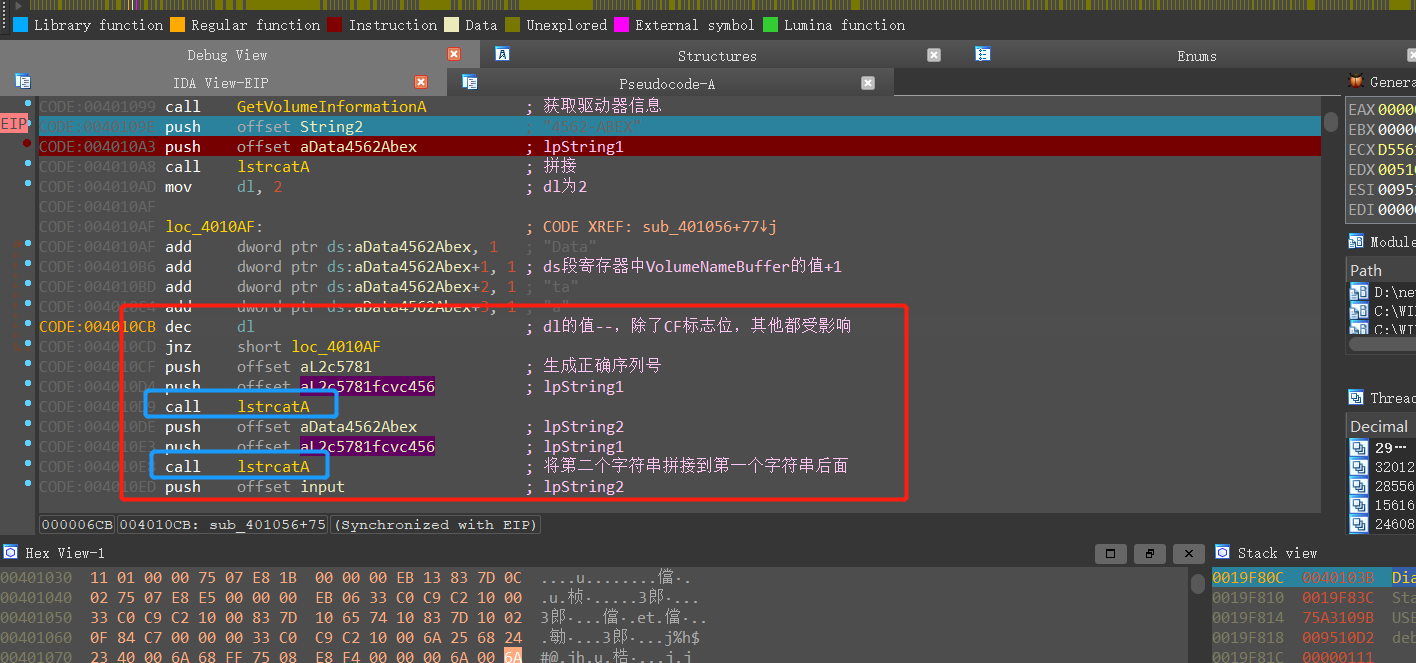 Library function Regular function Instruction Data Unexplored External symbol Lumina function
Debug View Structures Enums
IDA View-EIP Pseudocode-A Genera
CODE:00401099 call GetVolumeInformationA ; 获取驱动器信息
EIP CODE:0040109E push offset String2 ; "4562-ABEX"
CODE:004010A3 push offset aData4562Abex ; lpString1
CODE:004010A8 call lstrcatA ; 拼接
CODE:004010AD mov dl, 2 ; dl为2
CODE:004010AF
CODE:004010AF loc_4010AF: ; CODE XREF: sub_401056+77↓j
CODE:004010AF add dword ptr ds:aData4562Abex, 1 ; "Data"
CODE:004010B6 add dword ptr ds:aData4562Abex+1, 1 ; ds段寄存器中VolumeNameBuffer的值+1
CODE:004010BD add dword ptr ds:aData4562Abex+2, 1 ; "ta"
CODE:004010C4 add dword ptr ds:aData4562Abex+3, 1 ; "a"
CODE:004010CB dec dl ; dl的值--，除了CF标志位，其他都受影响
CODE:004010CD jnz short loc_4010AF
CODE:004010CF push offset aL2c5781 ; 生成正确序列号
CODE:004010D4 push offset aL2c5781fcvc456 ; lpString1
CODE:004010D9 call lstrcatA
CODE:004010DE push offset aData4562Abex ; lpString2
CODE:004010E3 push offset aL2c5781fcvc456 ; lpString1
CODE:004010E8 call lstrcatA ; 将第二个字符串拼接到第一个字符串后面
CODE:004010ED push offset input ; lpString2
000006CB 004010CB: sub_401056+75 (Synchronized with EIP)
EAX 0000
EBX 0000
ECX D556
EDX 0051
ESI 0095
EDI 0000
Module
Path
D:\ne
C:\WI
C:\WI
Threa
Decimal
29…
32012
28556
15616
24608
Hex View-1
00401030 11 01 00 00 75 07 E8 1B 00 00 00 EB 13 83 7D 0C ....u........儅..
00401040 02 75 07 E8 E5 00 00 00 EB 06 33 C0 C9 C2 10 00 .u.桢......3郎....
00401050 33 C0 C9 C2 10 00 83 7D 10 65 74 10 83 7D 10 02 3郎....儅.et.儅..
00401060 0F 84 C7 00 00 00 33 C0 C9 C2 10 00 6A 25 68 24 .勄....3郎....j%h$
00401070 23 40 00 6A 68 FF 75 08 E8 F4 00 00 00 6A 00 6A #@.jh.u.梏....j.j
Stack view
0019F80C 0040103B Dia
0019F810 0019F83C Sta
0019F814 75A3109B USE
0019F818 009510D2 deb
0019F81C 00000111